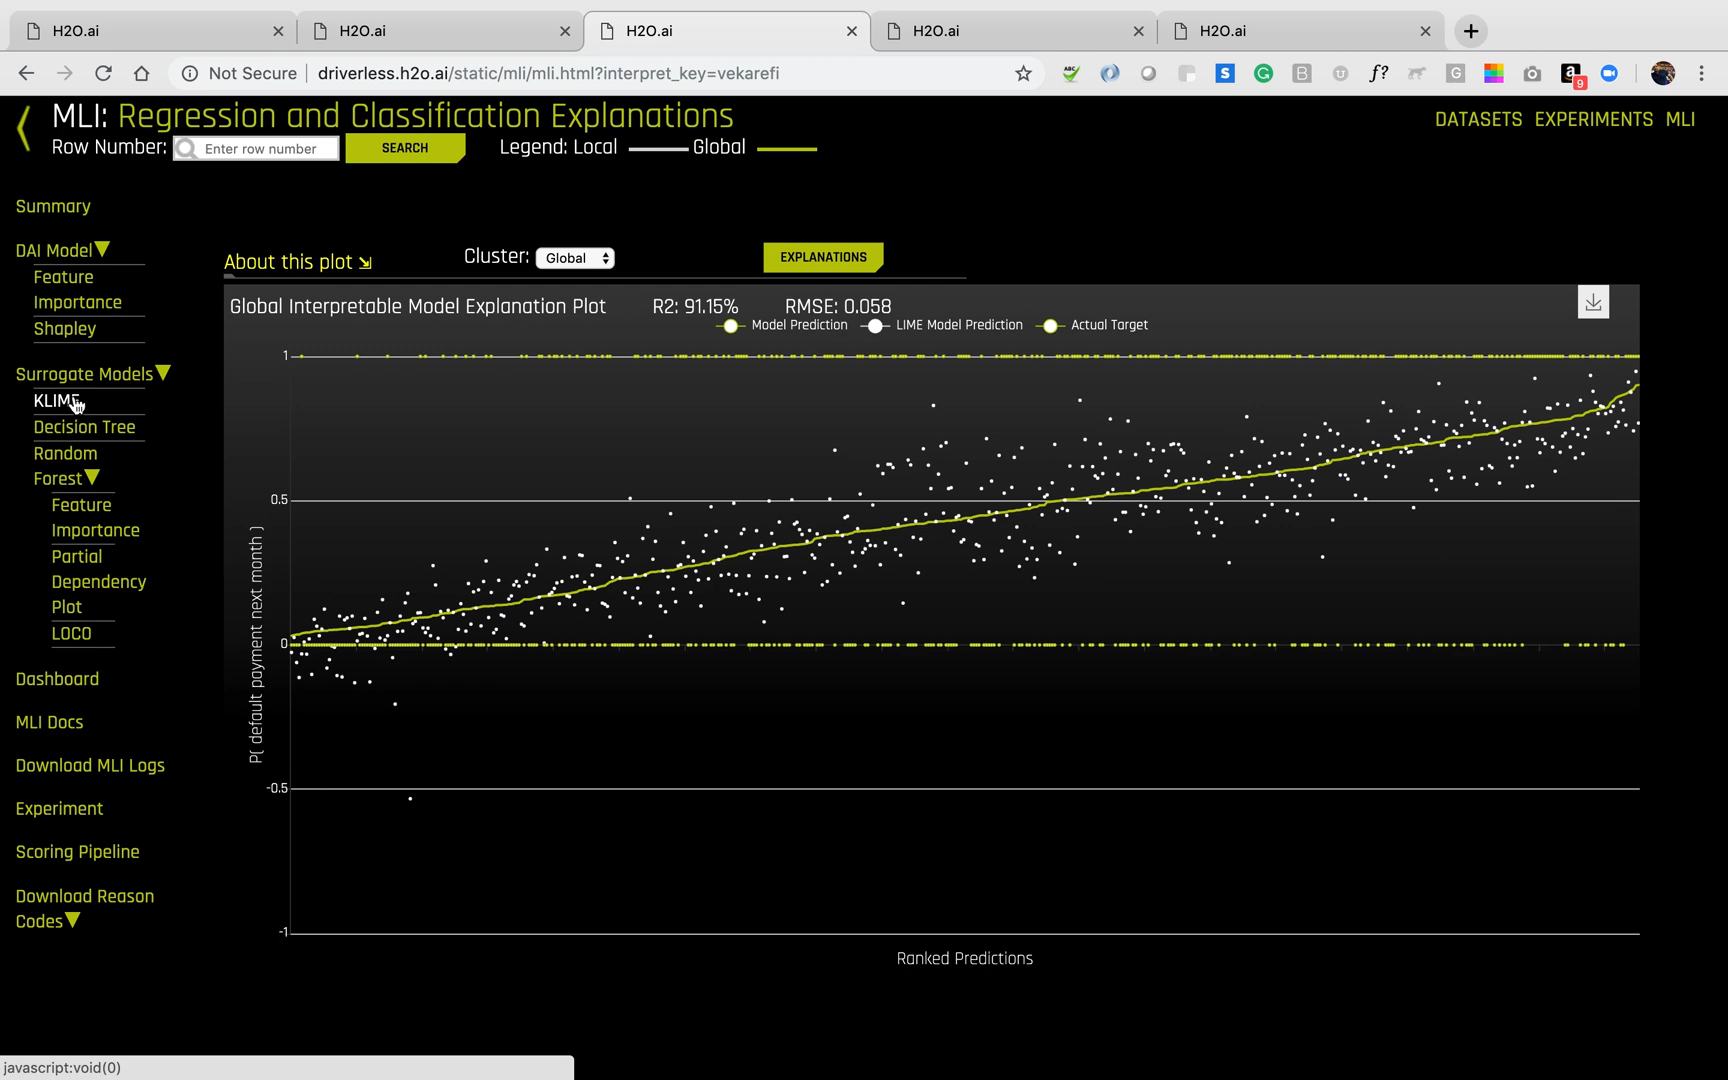 H2O.ai
H2O.ai
H2O.ai
H2O.ai
H2O.ai
Not Secure
driverless.h2o.ai/static/mli/mli.html?interpret_key=vekarefi
ABC
S
G
B
U
f?
G
a
9
MLI: Regression and Classification Explanations
DATASETS EXPERIMENTS MLI
Row Number: Enter row number SEARCH Legend: Local Global
Summary
DAI Model
Feature
Importance
Shapley
Surrogate Models
KLIME
Decision Tree
Random
Forest
Feature
Importance
Partial
Dependency
Plot
LOCO
Dashboard
MLI Docs
Download MLI Logs
Experiment
Scoring Pipeline
Download Reason
Codes
About this plot
Cluster: Global
EXPLANATIONS
Global Interpretable Model Explanation Plot R2: 91.15% RMSE: 0.058
Model Prediction LIME Model Prediction Actual Target
1
0.5
0
-0.5
-1
P( default payment next month )
Ranked Predictions
javascript:void(0)